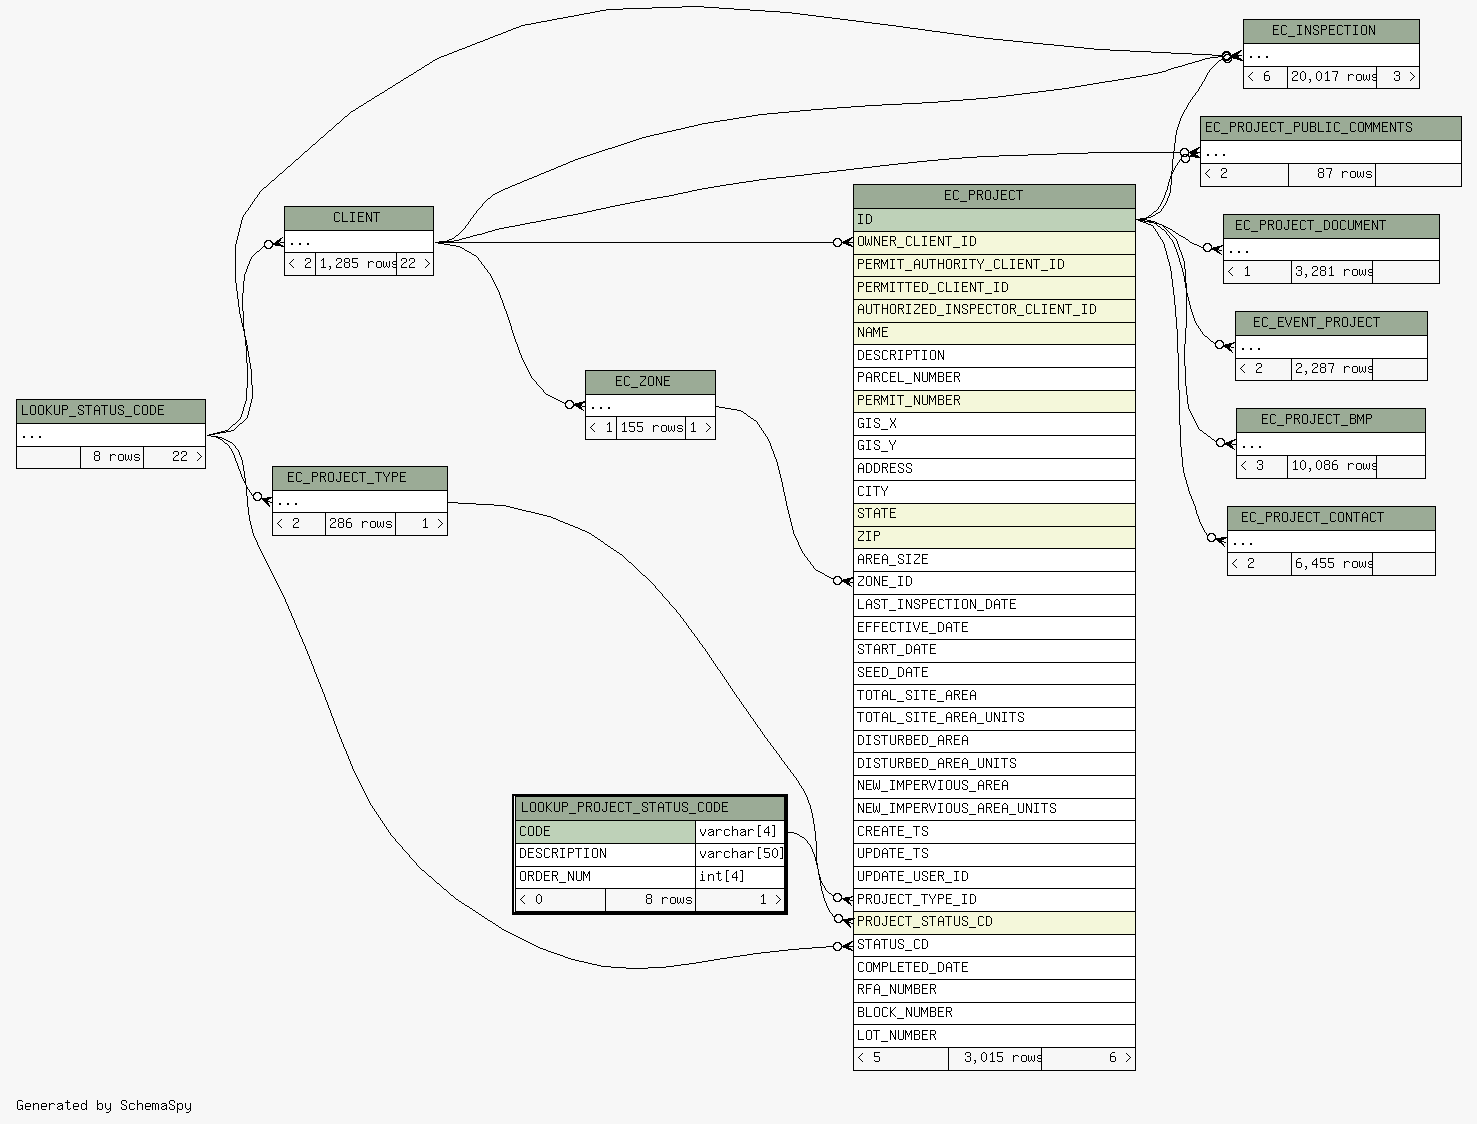 EC_INSPECTION
...
< 6 20,017 rows 3 >
EC_PROJECT_PUBLIC_COMMENTS
...
< 2 87 rows
CLIENT
...
< 2 1,285 rows 22 >
EC_PROJECT
ID
OWNER_CLIENT_ID
PERMIT_AUTHORITY_CLIENT_ID
PERMITTED_CLIENT_ID
AUTHORIZED_INSPECTOR_CLIENT_ID
NAME
DESCRIPTION
PARCEL_NUMBER
PERMIT_NUMBER
GIS_X
GIS_Y
ADDRESS
CITY
STATE
ZIP
AREA_SIZE
ZONE_ID
LAST_INSPECTION_DATE
EFFECTIVE_DATE
START_DATE
SEED_DATE
TOTAL_SITE_AREA
TOTAL_SITE_AREA_UNITS
DISTURBED_AREA
DISTURBED_AREA_UNITS
NEW_IMPERVIOUS_AREA
NEW_IMPERVIOUS_AREA_UNITS
CREATE_TS
UPDATE_TS
UPDATE_USER_ID
PROJECT_TYPE_ID
PROJECT_STATUS_CD
STATUS_CD
COMPLETED_DATE
RFA_NUMBER
BLOCK_NUMBER
LOT_NUMBER
< 5 3,015 rows 6 >
EC_PROJECT_DOCUMENT
...
< 1 3,281 rows
EC_EVENT_PROJECT
...
< 2 2,287 rows
EC_ZONE
...
< 1 155 rows 1 >
LOOKUP_STATUS_CODE
...
8 rows 22 >
EC_PROJECT_BMP
...
< 3 10,086 rows
EC_PROJECT_TYPE
...
< 2 286 rows 1 >
EC_PROJECT_CONTACT
...
< 2 6,455 rows
LOOKUP_PROJECT_STATUS_CODE
CODE varchar[4]
DESCRIPTION varchar[50]
ORDER_NUM int[4]
< 0 8 rows 1 >
Generated by SchemaSpy